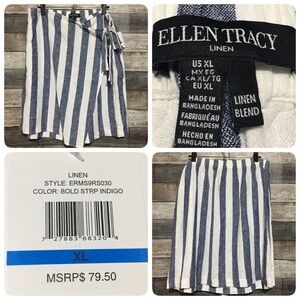 ELLEN TRACY
LINEN
US XL
MX EG
CA XL/TG
EU XL
MADE IN
BANGLADESH
FABRIQUÉ AU
BANGLADESH
HECHO EN
BANGLADESH
LINEN
BLEND
LINEN
STYLE: ERMS9RS030
COLOR: BOLD STRP INDIGO
7 27883 68320 4
XL
MSRP$ 79.50